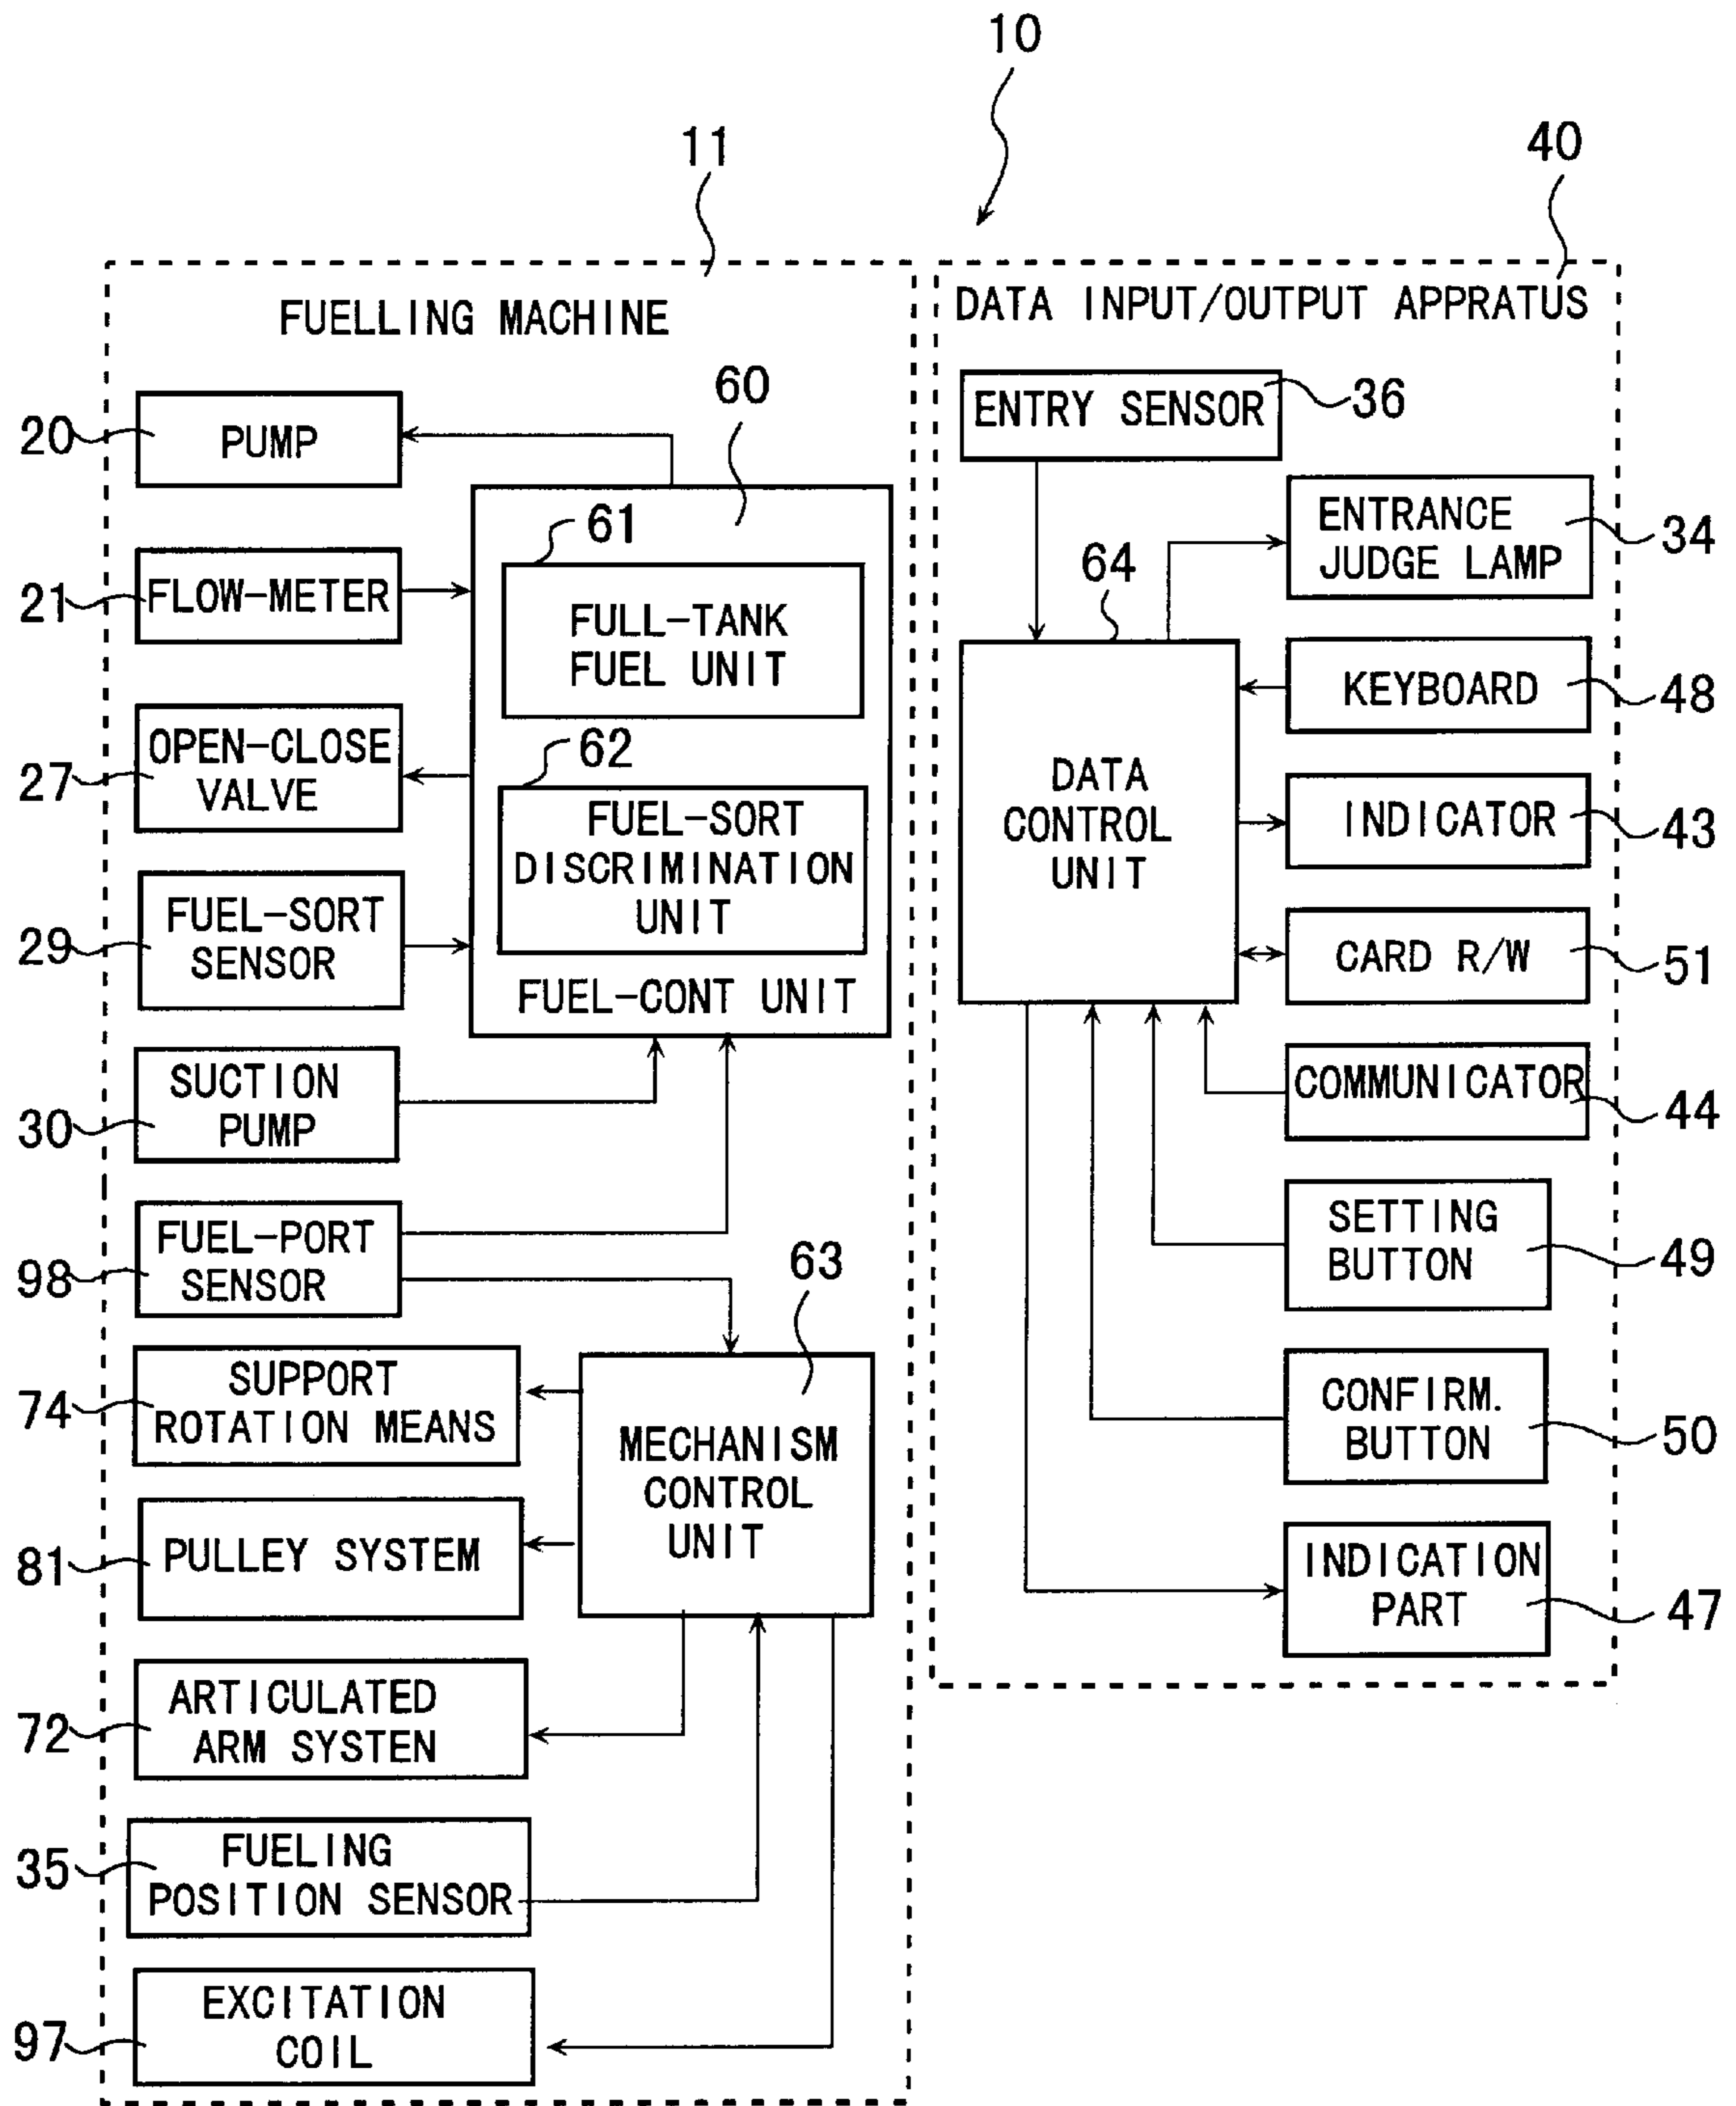 10
11
40
FUELLING MACHINE
DATA INPUT/OUTPUT APPRATUS
60
20
PUMP
61
21
FLOW-METER
FULL-TANK
FUEL UNIT
27
OPEN-CLOSE
VALVE
62
FUEL-SORT
DISCRIMINATION
UNIT
29
FUEL-SORT
SENSOR
FUEL-CONT UNIT
30
SUCTION
PUMP
98
FUEL-PORT
SENSOR
63
74
SUPPORT
ROTATION MEANS
MECHANISM
CONTROL
UNIT
81
PULLEY SYSTEM
72
ARTICULATED
ARM SYSTEN
35
FUELING
POSITION SENSOR
97
EXCITATION
COIL
ENTRY SENSOR
36
ENTRANCE
JUDGE LAMP
34
64
DATA
CONTROL
UNIT
KEYBOARD
48
INDICATOR
43
CARD R/W
51
COMMUNICATOR
44
SETTING
BUTTON
49
CONFIRM.
BUTTON
50
INDICATION
PART
47